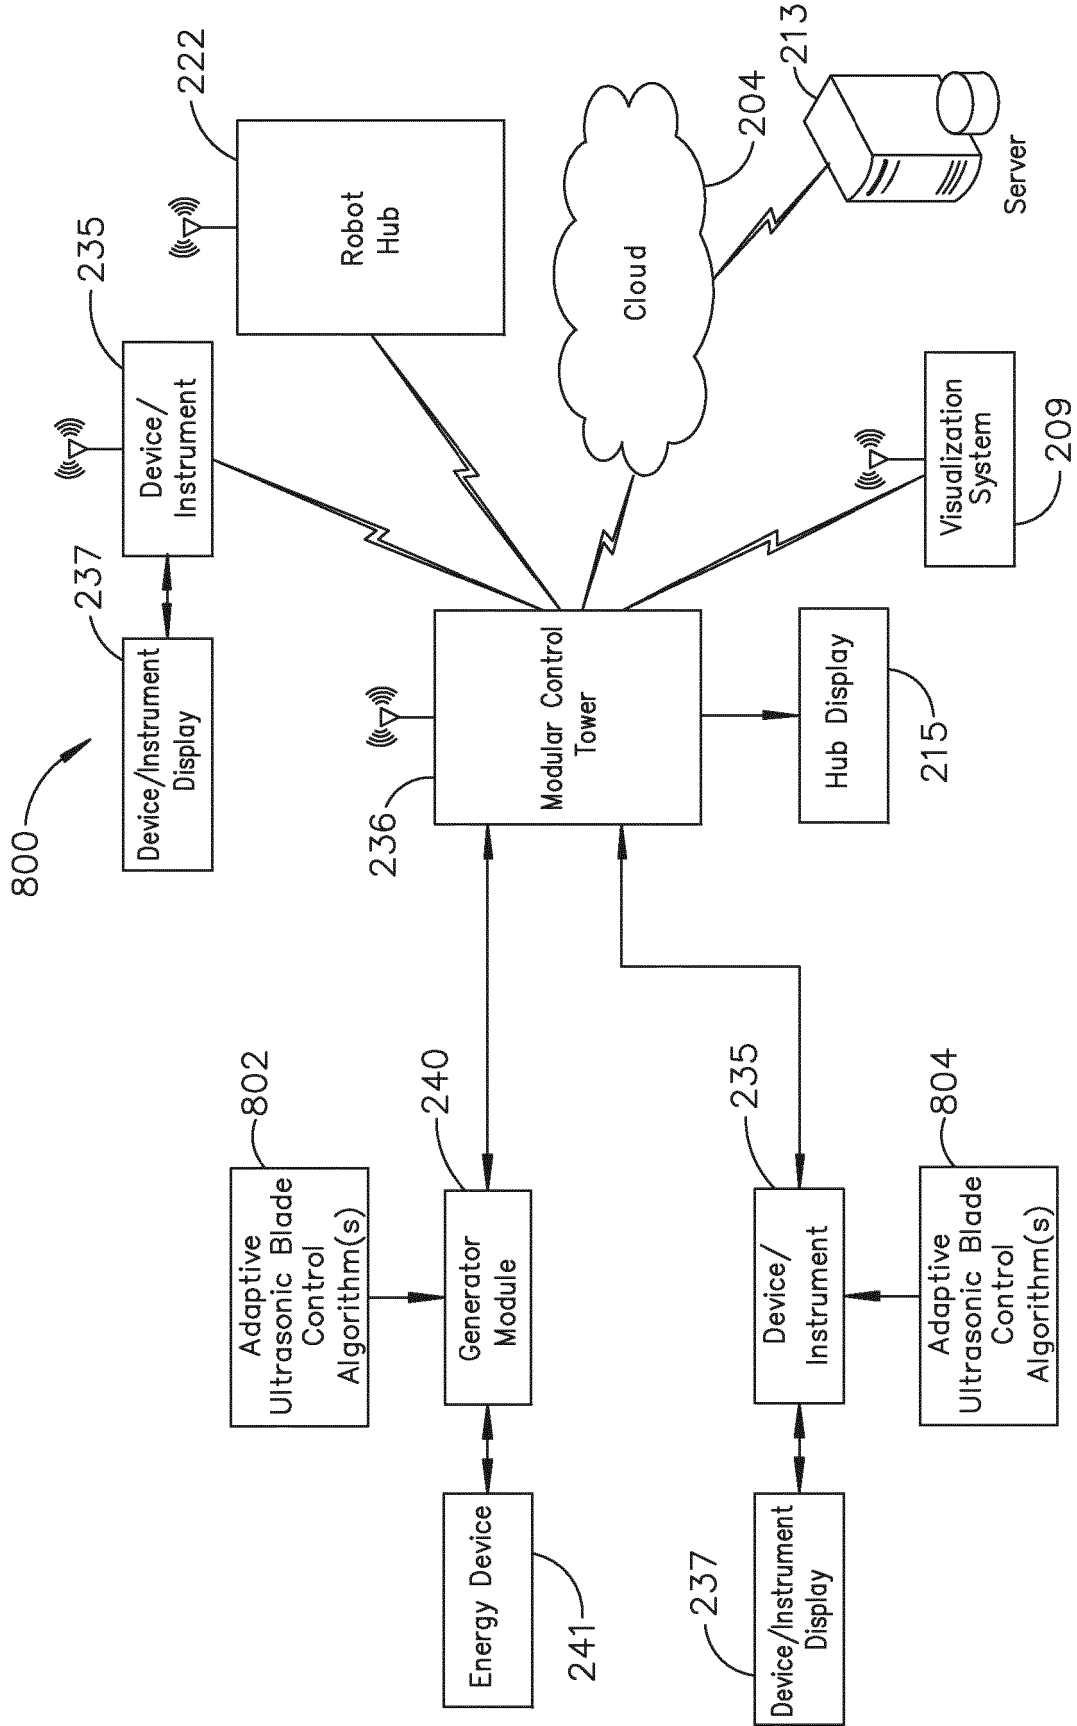 800
237
Device/Instrument
Display
235
Device/
Instrument
222
Robot
Hub
802
Adaptive
Ultrasonic Blade
Control
Algorithm(s)
240
Generator
Module
Energy Device
241
236
Modular Control
Tower
Cloud
204
213
Server
237
Device/Instrument
Display
235
Device/
Instrument
804
Adaptive
Ultrasonic Blade
Control
Algorithm(s)
Hub Display
215
Visualization
System
209